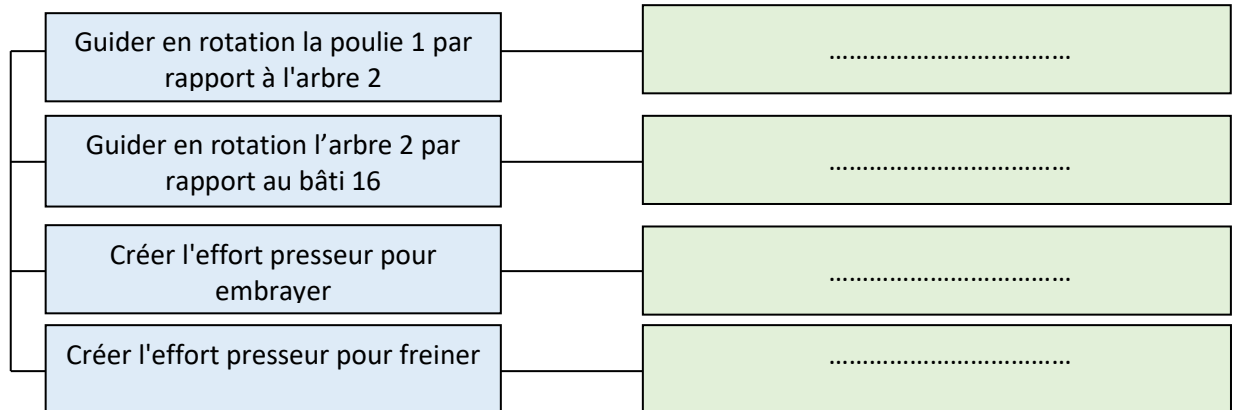 Guider en rotation la poulie 1 par
rapport à l'arbre 2
.....................................
Guider en rotation l’arbre 2 par
rapport au bâti 16
.....................................
Créer l'effort presseur pour
embrayer
.....................................
Créer l'effort presseur pour freiner
.....................................